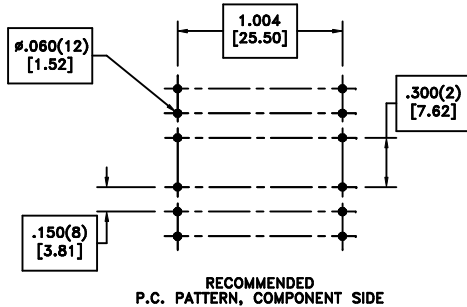 1.004
[25.50]
ø.060(12)
[1.52]
.300(2)
[7.62]
.150(8)
[3.81]
RECOMMENDED
P.C. PATTERN, COMPONENT SIDE